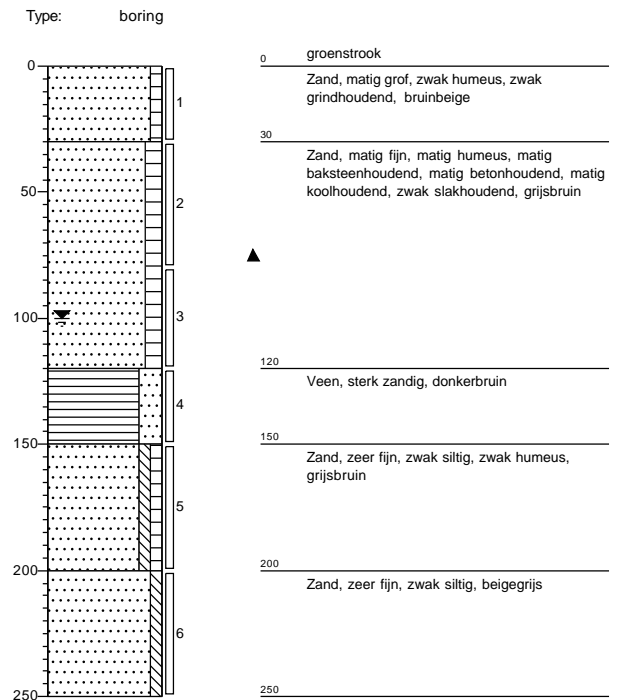 Type: boring
0 groenstrook
0
Zand, matig grof, zwak humeus, zwak
grindhoudend, bruinbeige
1
30
Zand, matig fijn, matig humeus, matig
baksteenhoudend, matig betonhoudend, matig
koolhoudend, zwak slakhoudend, grijsbruin
50
2
100
3
120
Veen, sterk zandig, donkerbruin
4
150
150
Zand, zeer fijn, zwak siltig, zwak humeus,
grijsbruin
5
200
200
Zand, zeer fijn, zwak siltig, beigegrijs
6
250
250